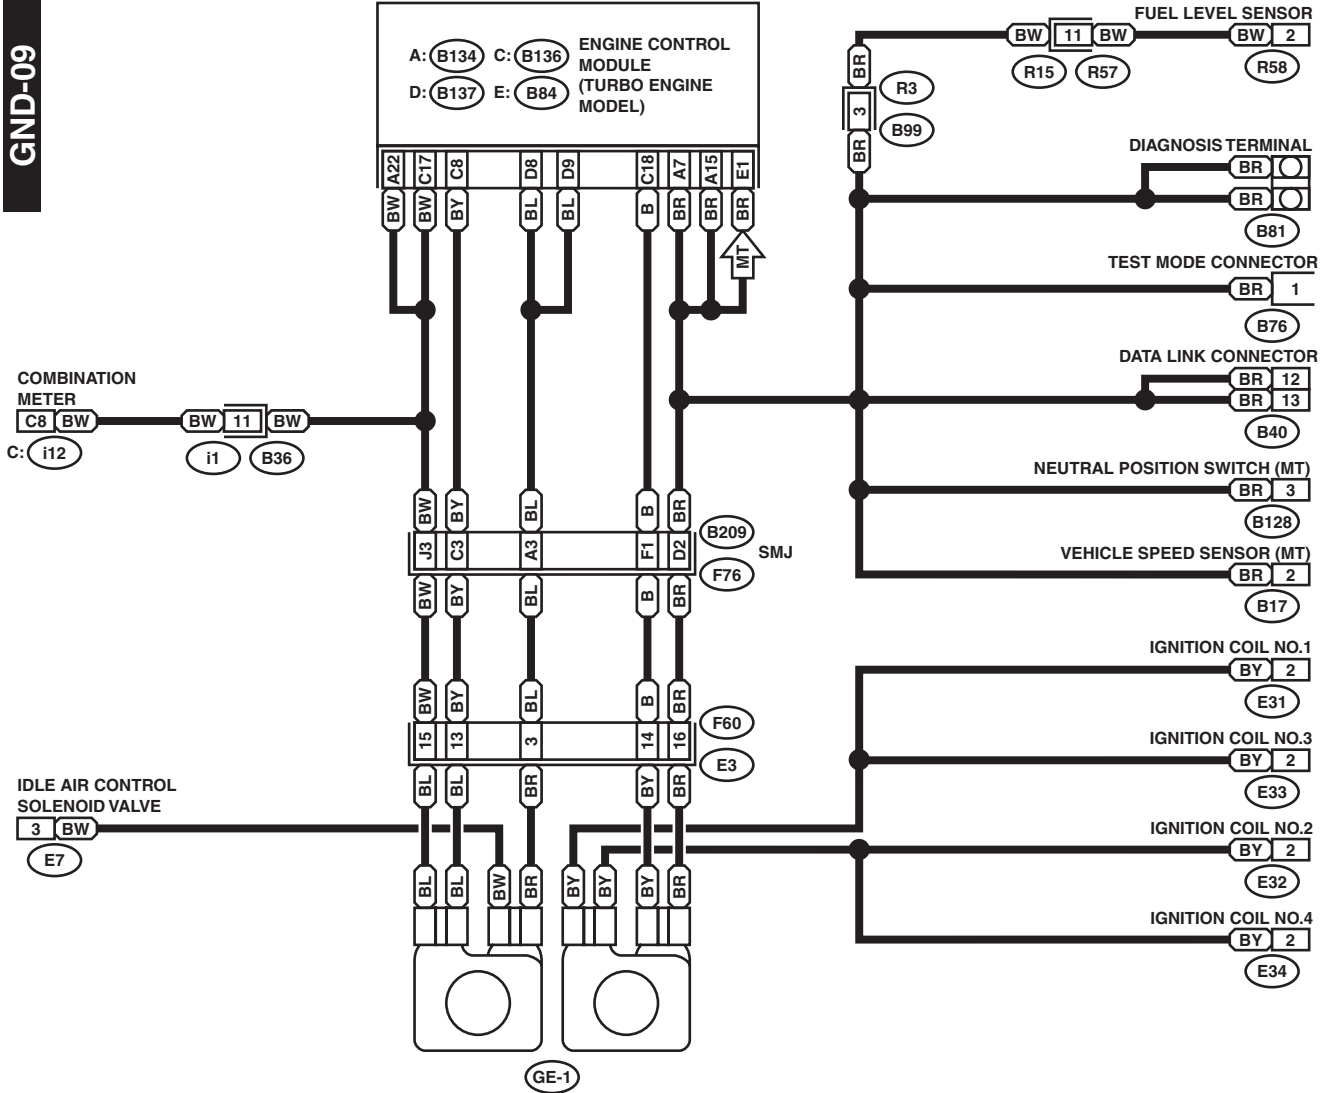 GND-09
FUEL LEVEL SENSOR
BW 11 BW BW 2
R15 R57 R58
A: B134 C: B136 ENGINE CONTROL
MODULE
D: B137 E: B84 (TURBO ENGINE
MODEL)
BR
3
BR
R3
B99
A22 C17 C8 D8 D9 C18 A7 A15 E1
BW BW BY BL BL B BR BR BR
MT
DIAGNOSIS TERMINAL
BR
BR
B81
TEST MODE CONNECTOR
BR 1
B76
DATA LINK CONNECTOR
BR 12
BR 13
B40
COMBINATION
METER
C8 BW BW 11 BW
C: i12 i1 B36
NEUTRAL POSITION SWITCH (MT)
BR 3
B128
BW BY BL B BR
J3 C3 A3 F1 D2
BW BY BL B BR
B209
SMJ
F76
VEHICLE SPEED SENSOR (MT)
BR 2
B17
IGNITION COIL NO.1
BY 2
E31
BW BY BL B BR
15 13 3 14 16
BL BL BR BY BR
F60
E3
IGNITION COIL NO.3
BY 2
E33
IDLE AIR CONTROL
SOLENOID VALVE
3 BW
E7
IGNITION COIL NO.2
BY 2
E32
BL BL BW BR BY BY BY BR
IGNITION COIL NO.4
BY 2
E34
GE-1